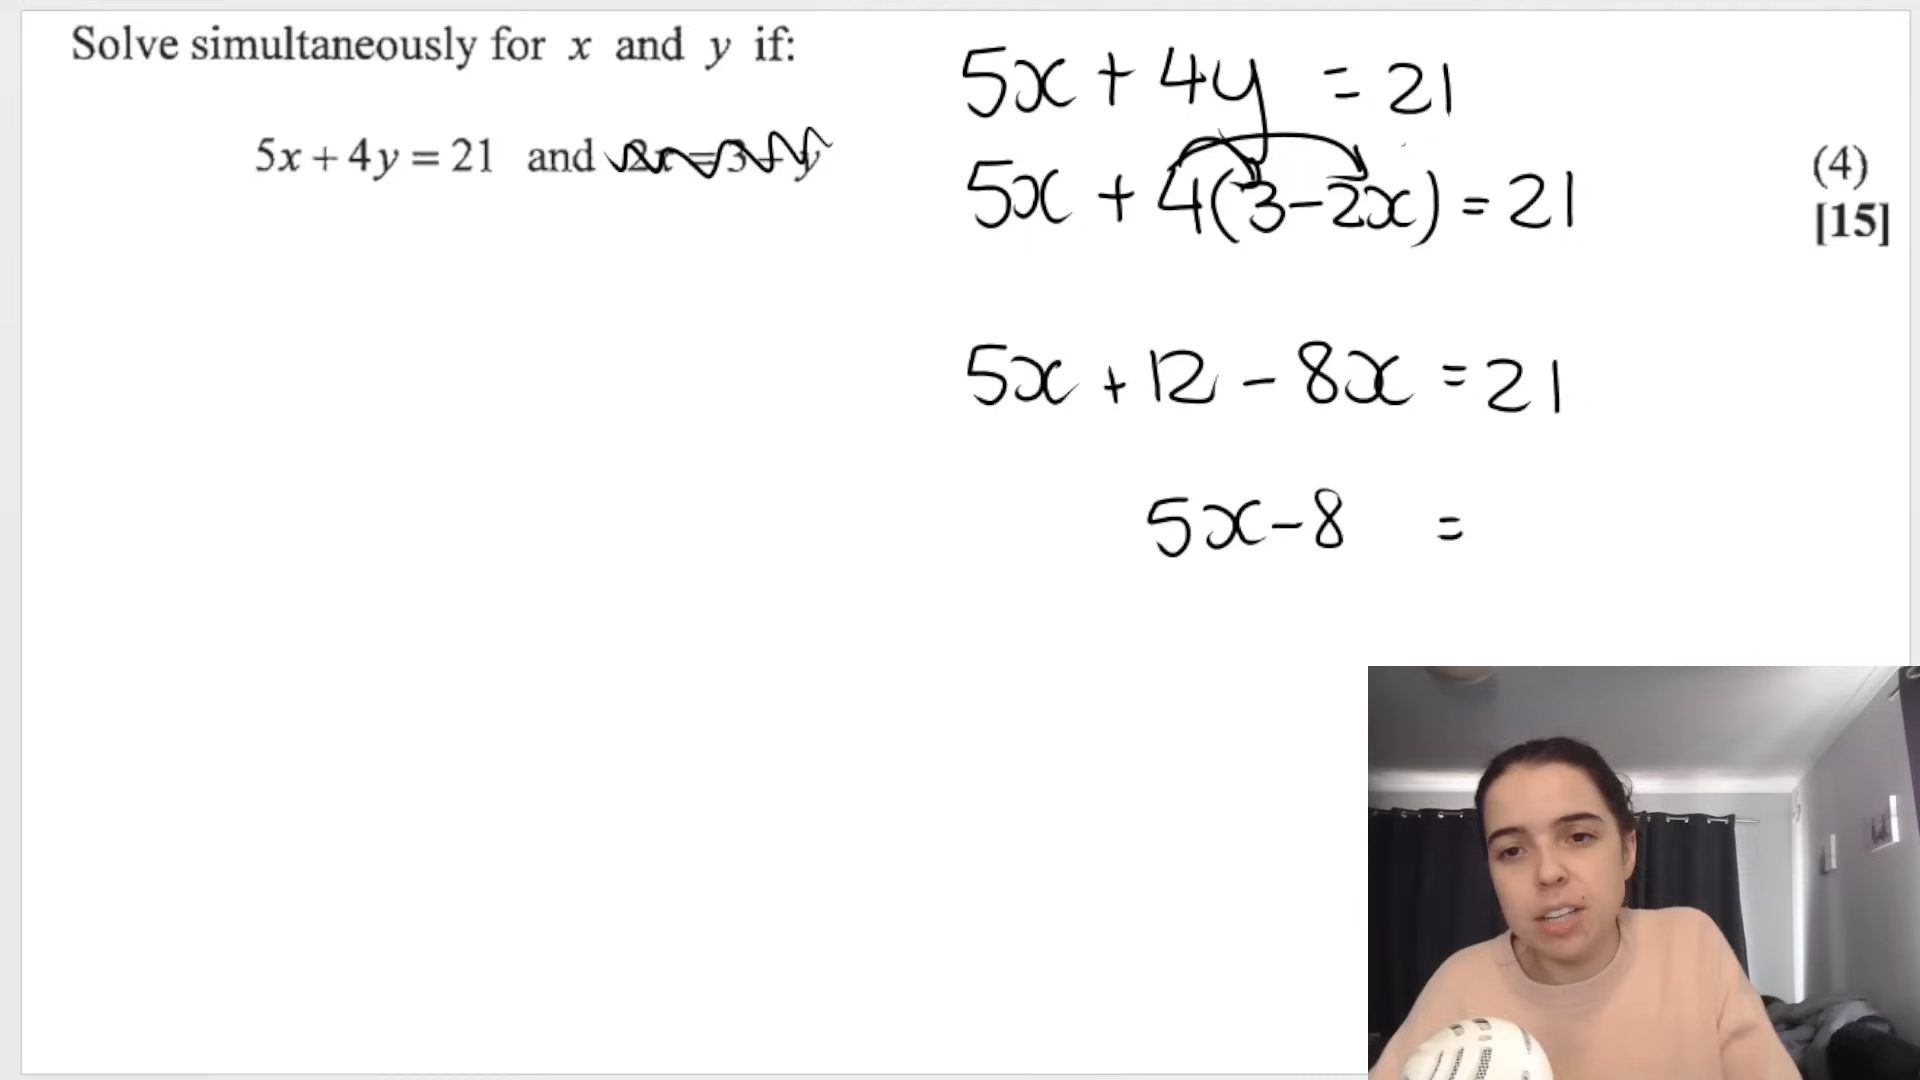 Solve simultaneously for x and y if:
5x + 4y = 21 and
(4)
[15]
5x + 4y = 21
5x + 4(3-2x) = 21
5x + 12 - 8x = 21
5x - 8 =